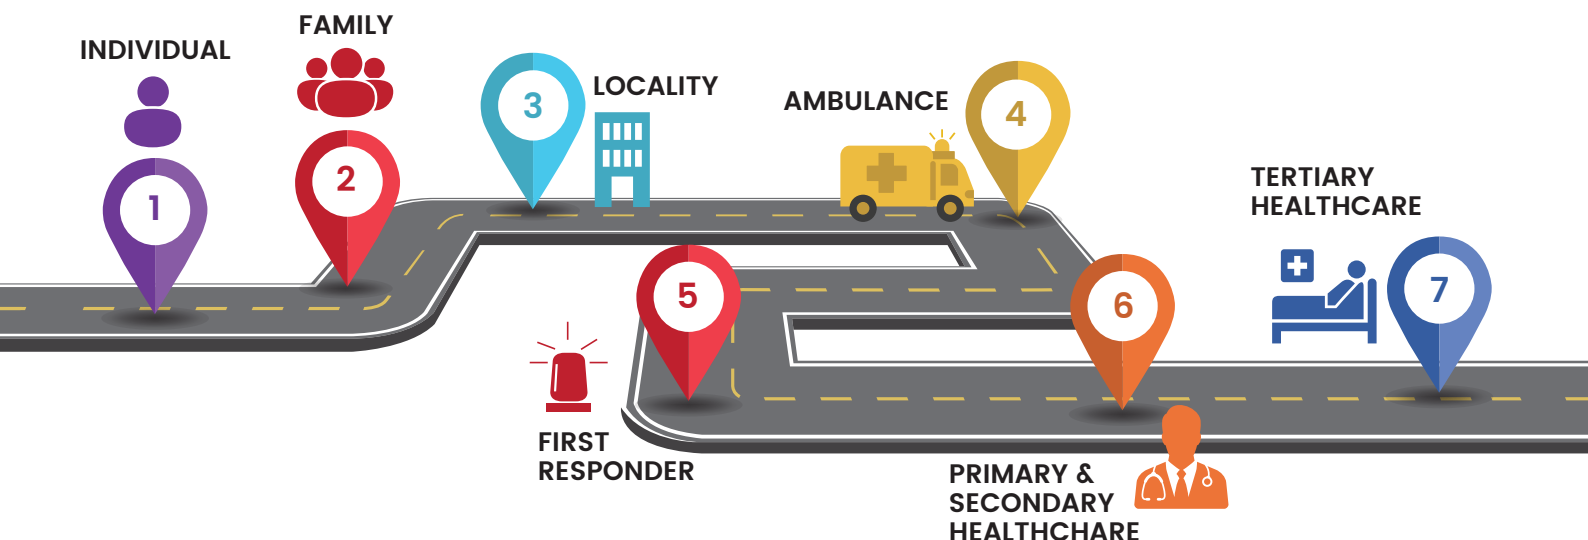 INDIVIDUAL
1
FAMILY
2
3
LOCALITY
AMBULANCE
4
5
FIRST
RESPONDER
6
PRIMARY &
SECONDARY
HEALTHCHARE
TERTIARY
HEALTHCARE
7